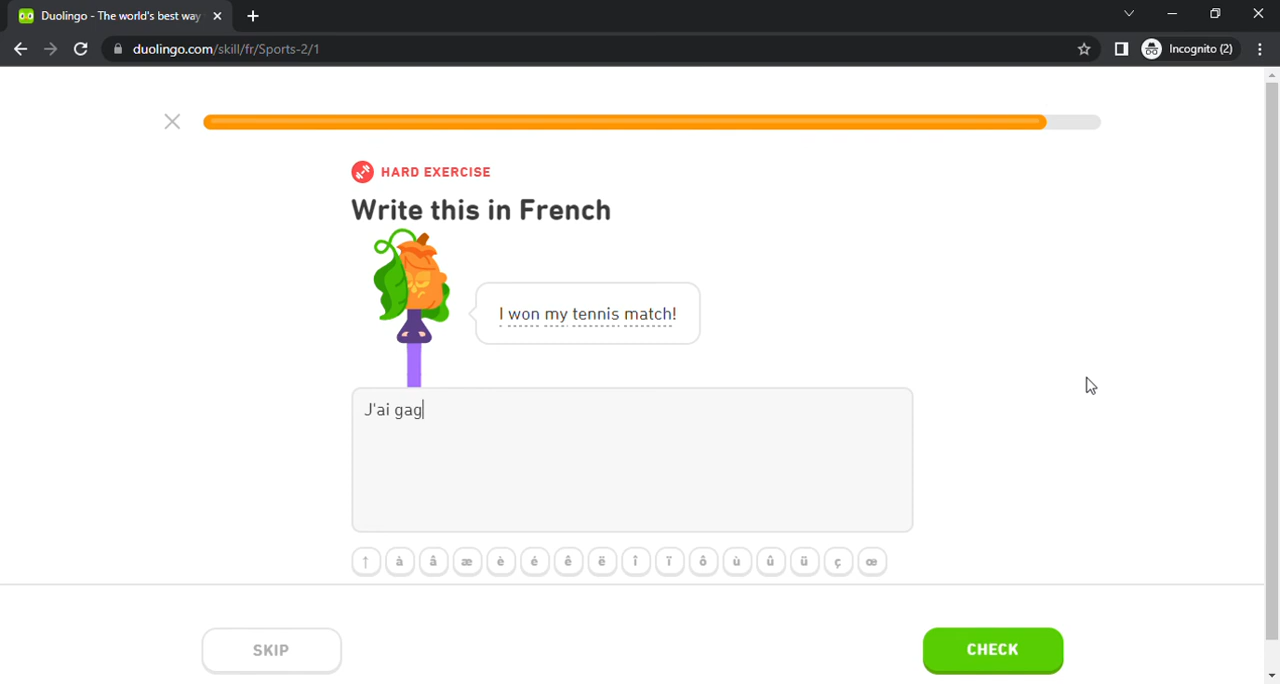 Duolingo - The world's best way
duolingo.com/skill/fr/Sports-2/1
Incognito (2)
HARD EXERCISE
Write this in French
I won my tennis match!
J'ai gag
↑ à â æ è é ê ë î ï ô ù û ü ç œ
SKIP
CHECK